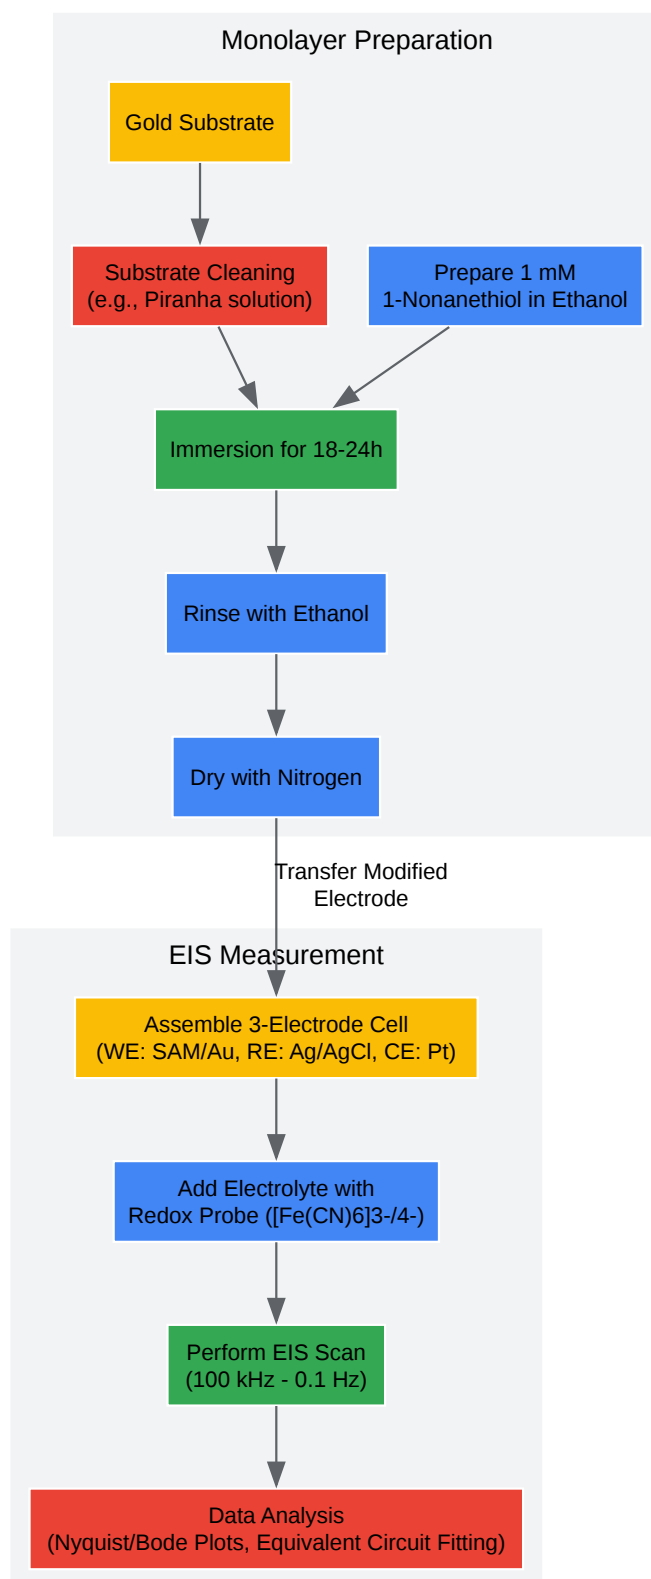 Monolayer Preparation
Gold Substrate
Substrate Cleaning
(e.g., Piranha solution)
Prepare 1 mM
1-Nonanethiol in Ethanol
Immersion for 18-24h
Rinse with Ethanol
Dry with Nitrogen
Transfer Modified
Electrode
EIS Measurement
Assemble 3-Electrode Cell
(WE: SAM/Au, RE: Ag/AgCl, CE: Pt)
Add Electrolyte with
Redox Probe ([Fe(CN)6]3-/4-)
Perform EIS Scan
(100 kHz - 0.1 Hz)
Data Analysis
(Nyquist/Bode Plots, Equivalent Circuit Fitting)